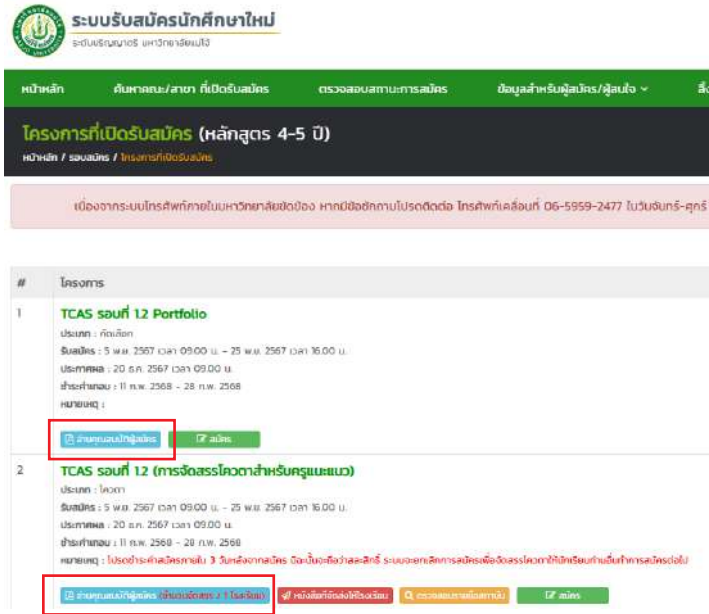 ระบบรับสมัครนักศึกษาใหม่
ระดับปริญญาตรี มหาวิทยาลัยแม่โจ้
หน้าหลัก ค้นหาคณะ/สาขา ที่เปิดรับสมัคร ตรวจสอบสถานะการสมัคร ข้อมูลสำหรับผู้สมัคร/ผู้สนใจ
โครงการที่เปิดรับสมัคร (หลักสูตร 4-5 ปี)
หน้าหลัก / รอบสมัคร / โครงการที่เปิดรับสมัคร
เนื่องจากระบบโทรศัพท์ภายในมหาวิทยาลัยขัดข้อง หากมีข้อซักถามโปรดติดต่อ โทรศัพท์เคลื่อนที่ 06-5959-2477 ในวันจันทร์-ศุกร์
# โครงการ
1 TCAS รอบที่ 1.2 Portfolio
ประเภท : คัดเลือก
รับสมัคร : 5 พ.ย. 2567 เวลา 09.00 น. - 25 พ.ย. 2567 เวลา 16.00 น.
ประกาศผล : 20 ธ.ค. 2567 เวลา 09.00 น.
ชำระค่าเทอม : 11 ก.พ. 2568 - 28 ก.พ. 2568
หมายเหตุ :
อ่านคุณสมบัติผู้สมัคร สมัคร
2 TCAS รอบที่ 1.2 (การจัดสรรโควตาสำหรับครูแนะแนว)
ประเภท : โควตา
รับสมัคร : 5 พ.ย. 2567 เวลา 09.00 น. - 25 พ.ย. 2567 เวลา 16.00 น.
ประกาศผล : 20 ธ.ค. 2567 เวลา 09.00 น.
ชำระค่าเทอม : 11 ก.พ. 2568 - 28 ก.พ. 2568
หมายเหตุ : โปรดชำระค่าสมัครภายใน 3 วันหลังจากสมัคร มิฉะนั้นจะถือว่าสละสิทธิ์ ระบบจะยกเลิกการสมัครเพื่อจัดสรรโควตาให้นักเรียนท่านอื่นทำการสมัครต่อไป
อ่านคุณสมบัติผู้สมัคร (จำนวนจัดสรร / 1 โรงเรียน) หนังสือที่จัดส่งให้โรงเรียน สมัคร